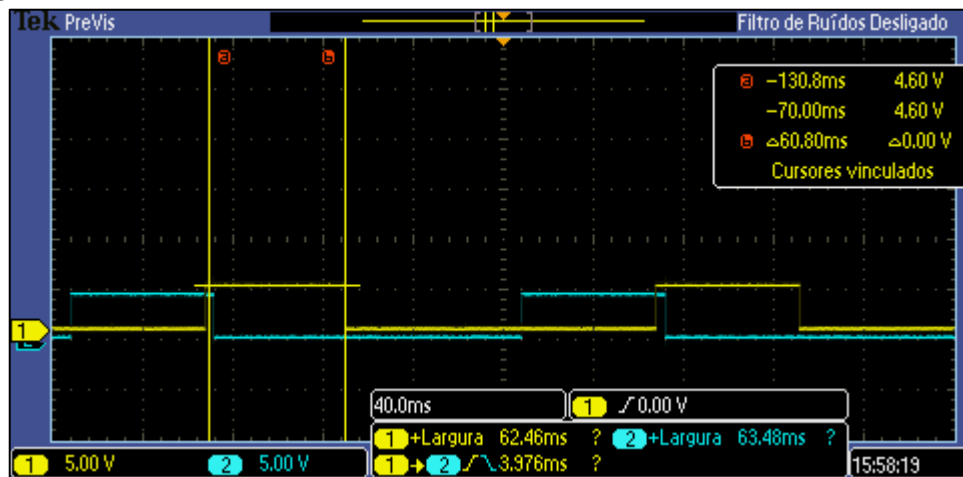 Tek PreVis Filtro de Ruídos Desligado
a b
a -130.8ms 4.60 V
-70.00ms 4.60 V
b △60.80ms △0.00 V
Cursores vinculados
1
2
40.0ms 1 0.00 V
1 +Largura 62.46ms ? 2 +Largura 63.48ms ?
1 → 2 3.976ms ?
1 5.00 V 2 5.00 V 15:58:19